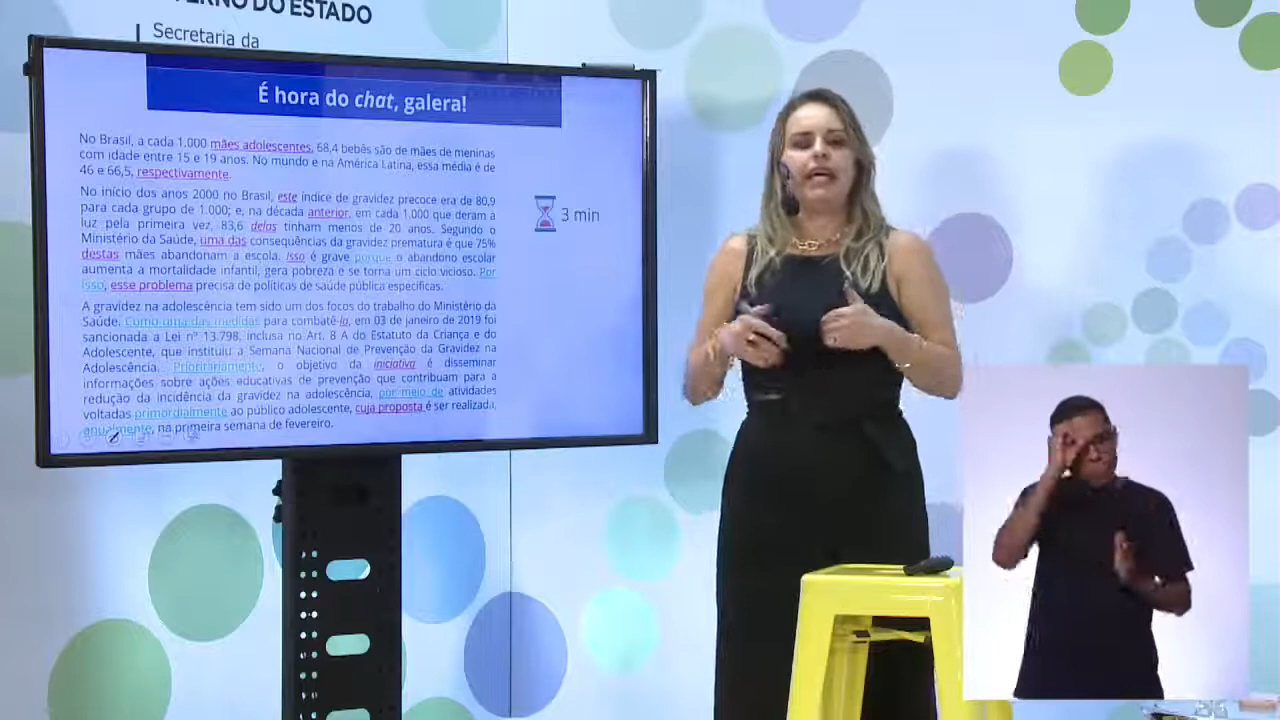 VERNO DO ESTADO
Secretaria da
É hora do chat, galera!
No Brasil, a cada 1.000 mães adolescentes, 68,4 bebês são de mães de meninas
com idade entre 15 e 19 anos. No mundo e na América Latina, essa média é de
46 e 66,5, respectivamente.
No início dos anos 2000 no Brasil, este índice de gravidez precoce era de 80,9
para cada grupo de 1.000; e, na década anterior, em cada 1.000 que deram à
luz pela primeira vez, 83,6 delas tinham menos de 20 anos. Segundo o
Ministério da Saúde, uma das consequências da gravidez prematura é que 75%
destas mães abandonam a escola. Isso é grave porque o abandono escolar
aumenta a mortalidade infantil, gera pobreza e se torna um ciclo vicioso. Por
isso, esse problema precisa de políticas de saúde pública específicas.
A gravidez na adolescência tem sido um dos focos do trabalho do Ministério da
Saúde. Como uma das medidas para combatê-la, em 03 de janeiro de 2019 foi
sancionada a Lei nº 13.798, inclusa no Art. 8 A do Estatuto da Criança e do
Adolescente, que instituiu a Semana Nacional de Prevenção da Gravidez na
Adolescência. Prioritariamente, o objetivo da iniciativa é disseminar
informações sobre ações educativas de prevenção que contribuam para a
redução da incidência da gravidez na adolescência, por meio de atividades
voltadas primordialmente ao público adolescente, cuja proposta é ser realizada,
anualmente, na primeira semana de fevereiro.
3 min